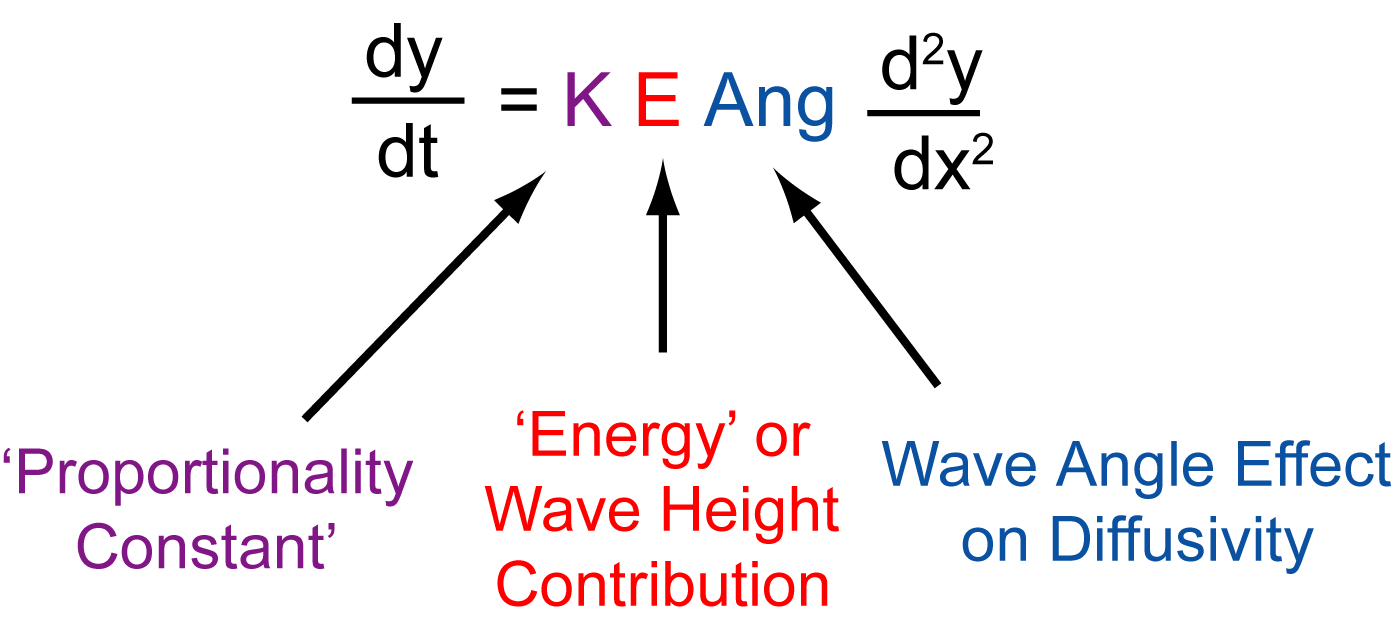 dy/dt = K E Ang d²y/dx²
‘Proportionality
Constant’
‘Energy’ or
Wave Height
Contribution
Wave Angle Effect
on Diffusivity